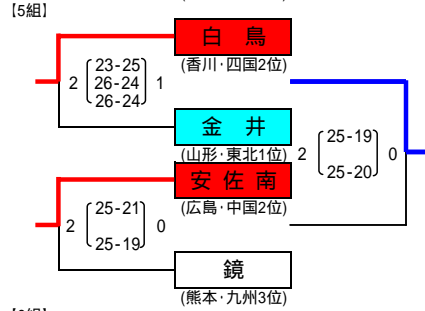 【5組】
白 鳥
(香川･四国2位)
2 23-25 1
26-24
26-24
金 井
(山形･東北1位)
2 25-19 0
25-20
安 佐 南
(広島･中国2位)
2 25-21 0
25-19
鏡
(熊本･九州3位)